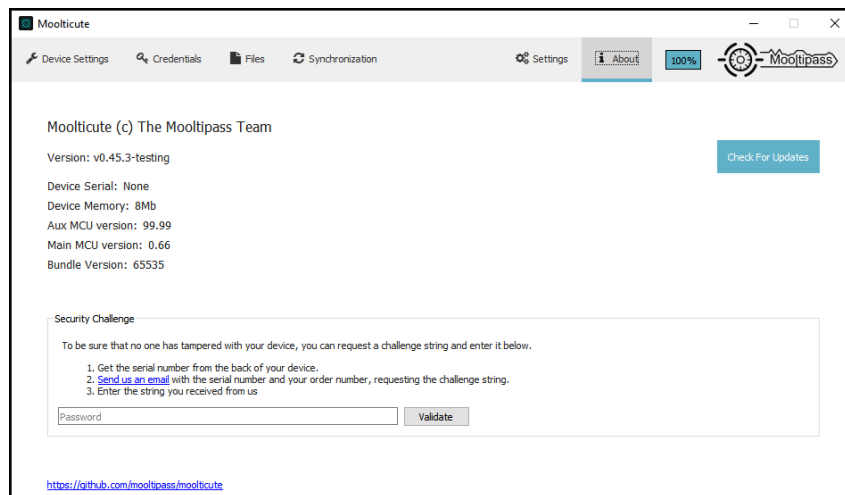 Moolticute
Device Settings Credentials Files Synchronization Settings About 100% Mooltipass
Moolticute (c) The Mooltipass Team
Version: v0.45.3-testing
Check For Updates
Device Serial: None
Device Memory: 8Mb
Aux MCU version: 99.99
Main MCU version: 0.66
Bundle Version: 65535
Security Challenge
To be sure that no one has tampered with your device, you can request a challenge string and enter it below.
1. Get the serial number from the back of your device.
2. Send us an email with the serial number and your order number, requesting the challenge string.
3. Enter the string you received from us
Password Validate
https://github.com/mooltipass/moolticute